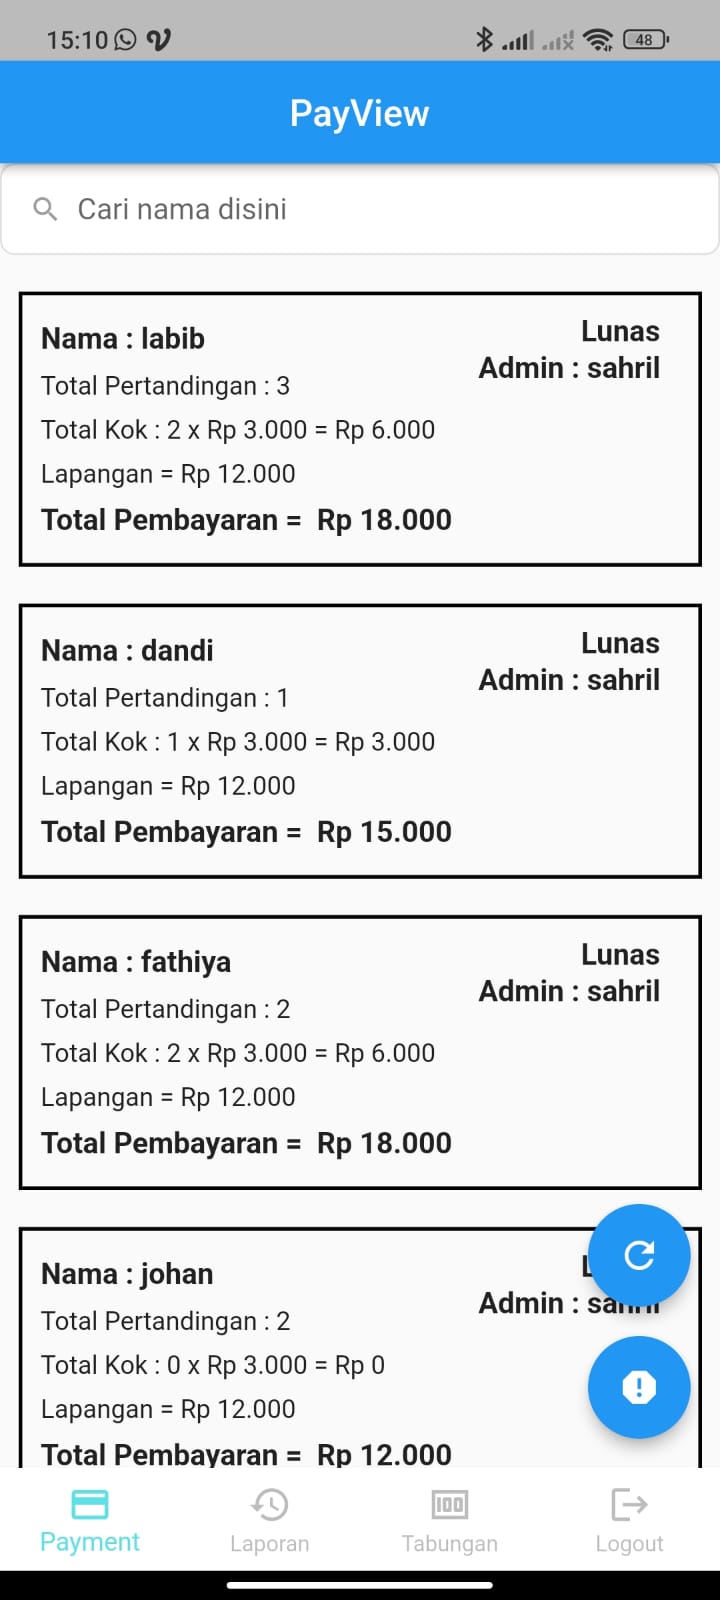 15:10 48
PayView
Cari nama disini
Nama : labib
Lunas
Admin : sahril
Total Pertandingan : 3
Total Kok : 2 x Rp 3.000 = Rp 6.000
Lapangan = Rp 12.000
Total Pembayaran = Rp 18.000
Nama : dandi
Lunas
Admin : sahril
Total Pertandingan : 1
Total Kok : 1 x Rp 3.000 = Rp 3.000
Lapangan = Rp 12.000
Total Pembayaran = Rp 15.000
Nama : fathiya
Lunas
Admin : sahril
Total Pertandingan : 2
Total Kok : 2 x Rp 3.000 = Rp 6.000
Lapangan = Rp 12.000
Total Pembayaran = Rp 18.000
Nama : johan
Admin : sahril
Total Pertandingan : 2
Total Kok : 0 x Rp 3.000 = Rp 0
Lapangan = Rp 12.000
Total Pembayaran = Rp 12.000
Payment
Laporan
Tabungan
Logout